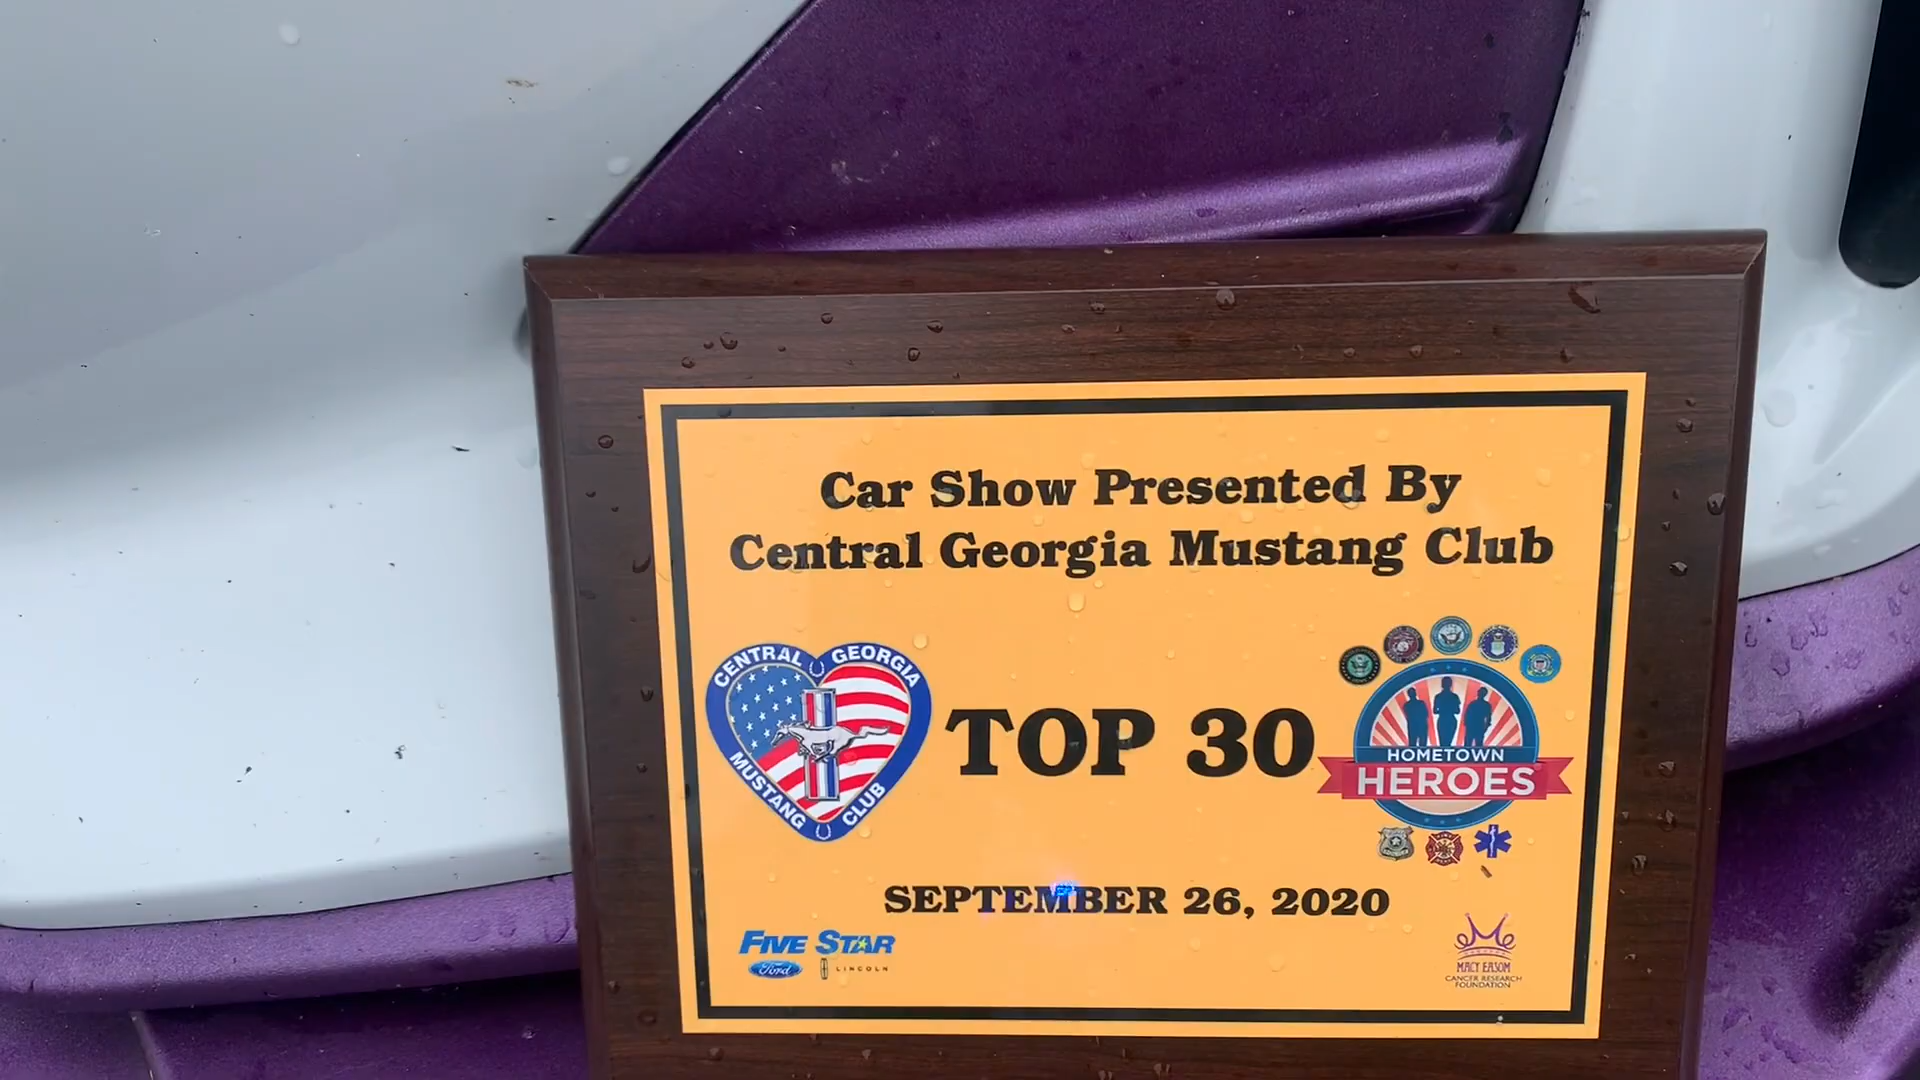 Car Show Presented By
Central Georgia Mustang Club
CENTRAL GEORGIA
MUSTANG CLUB
TOP 30
HOMETOWN
HEROES
SEPTEMBER 26, 2020
FIVE STAR
Ford LINCOLN
MACY EASOM
CANCER RESEARCH
FOUNDATION